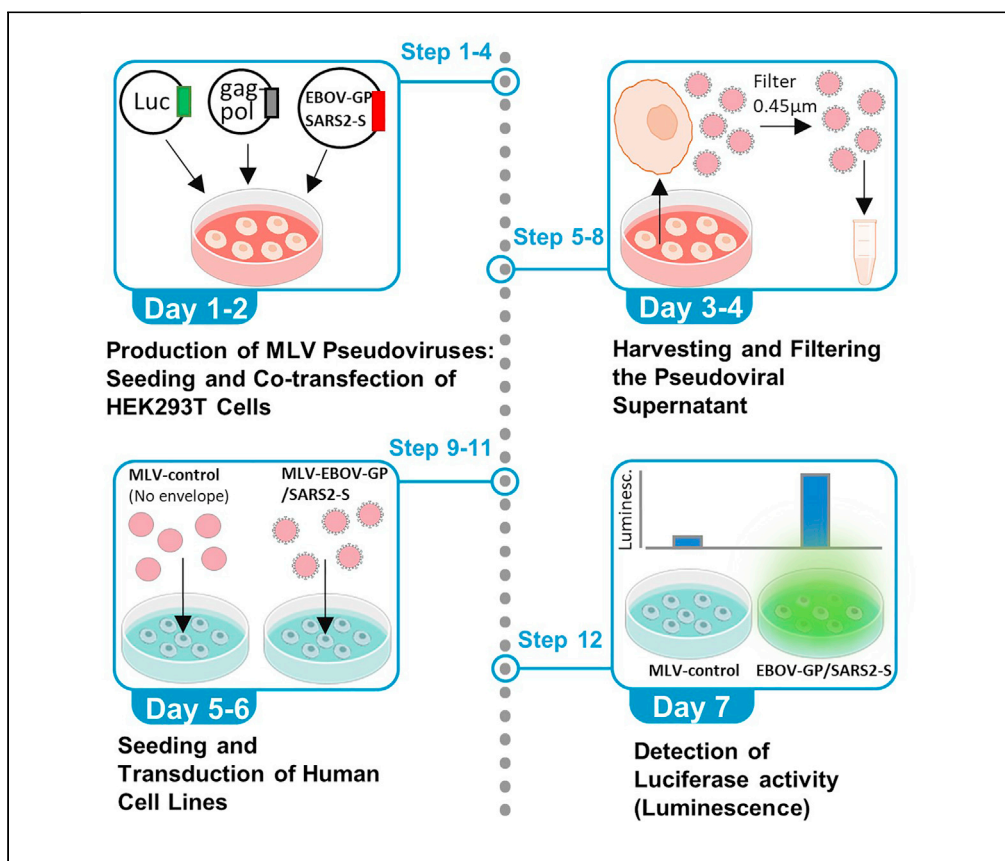 Step 1-4
Luc
gag-
pol
EBOV-GP
SARS2-S
Day 1-2
Production of MLV Pseudoviruses:
Seeding and Co-transfection of
HEK293T Cells
Step 5-8
Filter
0.45µm
Day 3-4
Harvesting and Filtering
the Pseudoviral
Supernatant
Step 9-11
MLV-control
(No envelope)
MLV-EBOV-GP
/SARS2-S
Day 5-6
Seeding and
Transduction of Human
Cell Lines
Step 12
Luminesc.
MLV-control
EBOV-GP/SARS2-S
Day 7
Detection of
Luciferase activity
(Luminescence)